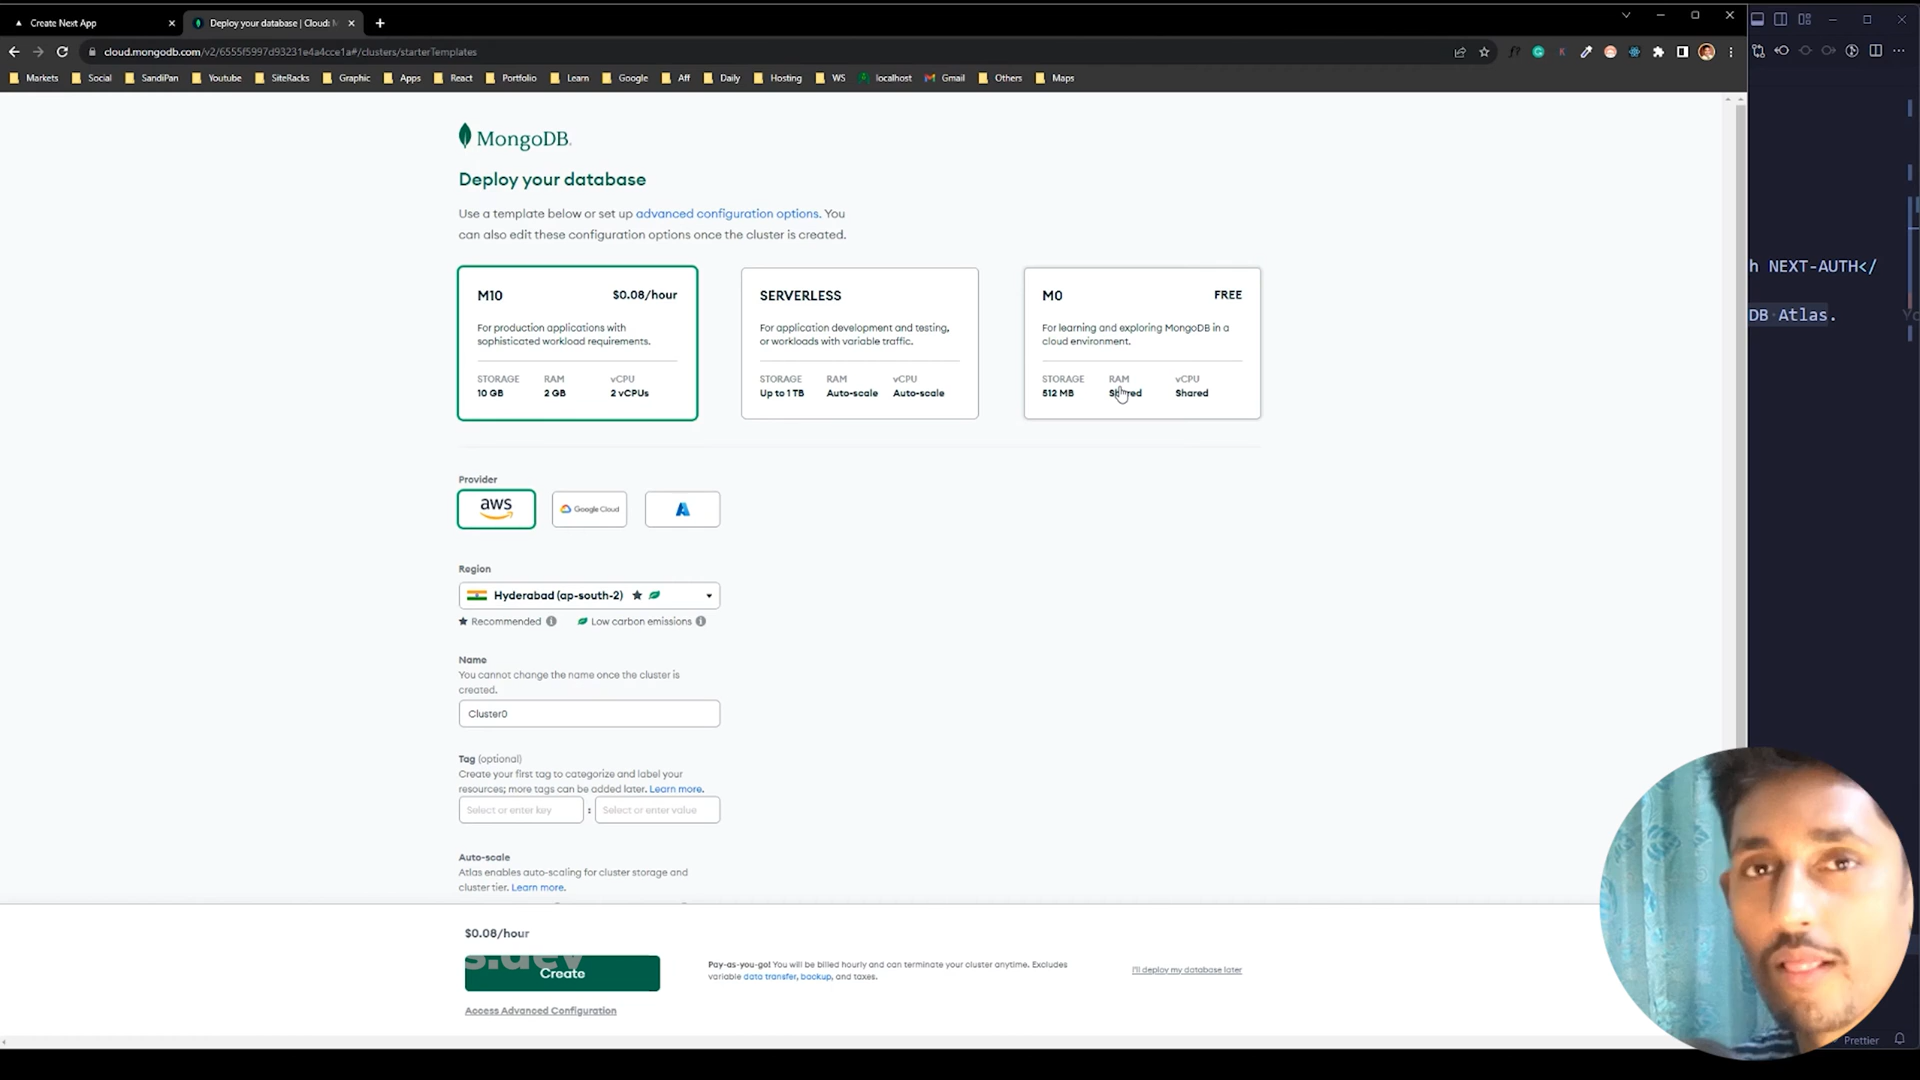 Create Next App
Deploy your database | Cloud: M
cloud.mongodb.com/v2/6555f5997d93231e4a4cce1a#/clusters/starterTemplates
Markets Social SandiPan Youtube SiteRacks Graphic Apps React Portfolio Learn Google Aff Daily Hosting WS localhost Gmail Others Maps
MongoDB.
Deploy your database
Use a template below or set up advanced configuration options. You
can also edit these configuration options once the cluster is created.
M10 $0.08/hour
For production applications with
sophisticated workload requirements.
STORAGE RAM vCPU
10 GB 2 GB 2 vCPUs
SERVERLESS
For application development and testing,
or workloads with variable traffic.
STORAGE RAM vCPU
Up to 1 TB Auto-scale Auto-scale
M0 FREE
For learning and exploring MongoDB in a
cloud environment.
STORAGE RAM vCPU
512 MB Shared Shared
h NEXT-AUTH</
DB Atlas.
Provider
aws Google Cloud
Region
Hyderabad (ap-south-2)
Recommended Low carbon emissions
Name
You cannot change the name once the cluster is
created.
Cluster0
Tag (optional)
Create your first tag to categorize and label your
resources; more tags can be added later. Learn more.
Select or enter key : Select or enter value
Auto-scale
Atlas enables auto-scaling for cluster storage and
cluster tier. Learn more.
$0.08/hour
s.dev
Create
Pay-as-you-go! You will be billed hourly and can terminate your cluster anytime. Excludes
variable data transfer, backup, and taxes.
I'll deploy my database later
Access Advanced Configuration
Prettier